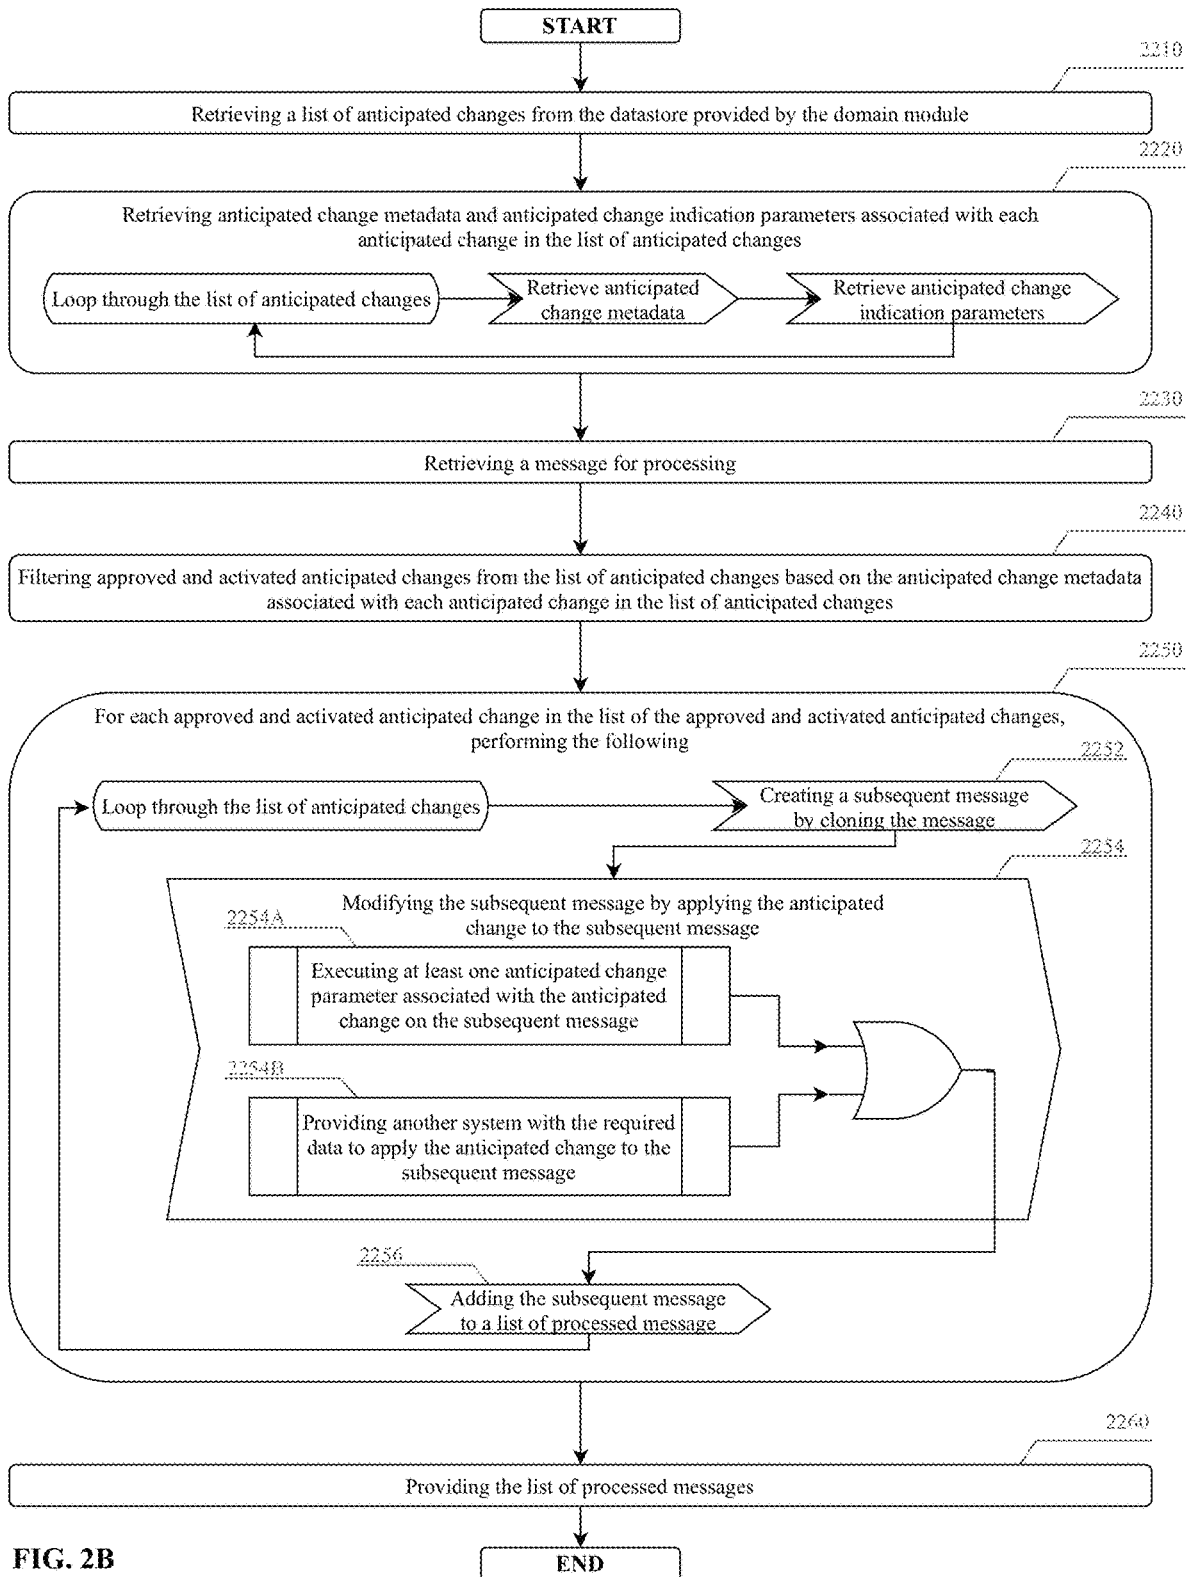 START
2210
Retrieving a list of anticipated changes from the datastore provided by the domain module
2220
Retrieving anticipated change metadata and anticipated change indication parameters associated with each
anticipated change in the list of anticipated changes
Loop through the list of anticipated changes
Retrieve anticipated
change metadata
Retrieve anticipated change
indication parameters
2230
Retrieving a message for processing
2240
Filtering approved and activated anticipated changes from the list of anticipated changes based on the anticipated change metadata
associated with each anticipated change in the list of anticipated changes
2250
For each approved and activated anticipated change in the list of the approved and activated anticipated changes,
performing the following
2252
Loop through the list of anticipated changes
Creating a subsequent message
by cloning the message
2254
Modifying the subsequent message by applying the anticipated
change to the subsequent message
2254A
Executing at least one anticipated change
parameter associated with the anticipated
change on the subsequent message
2254B
Providing another system with the required
data to apply the anticipated change to the
subsequent message
2256
Adding the subsequent message
to a list of processed message
2260
Providing the list of processed messages
FIG. 2B
END